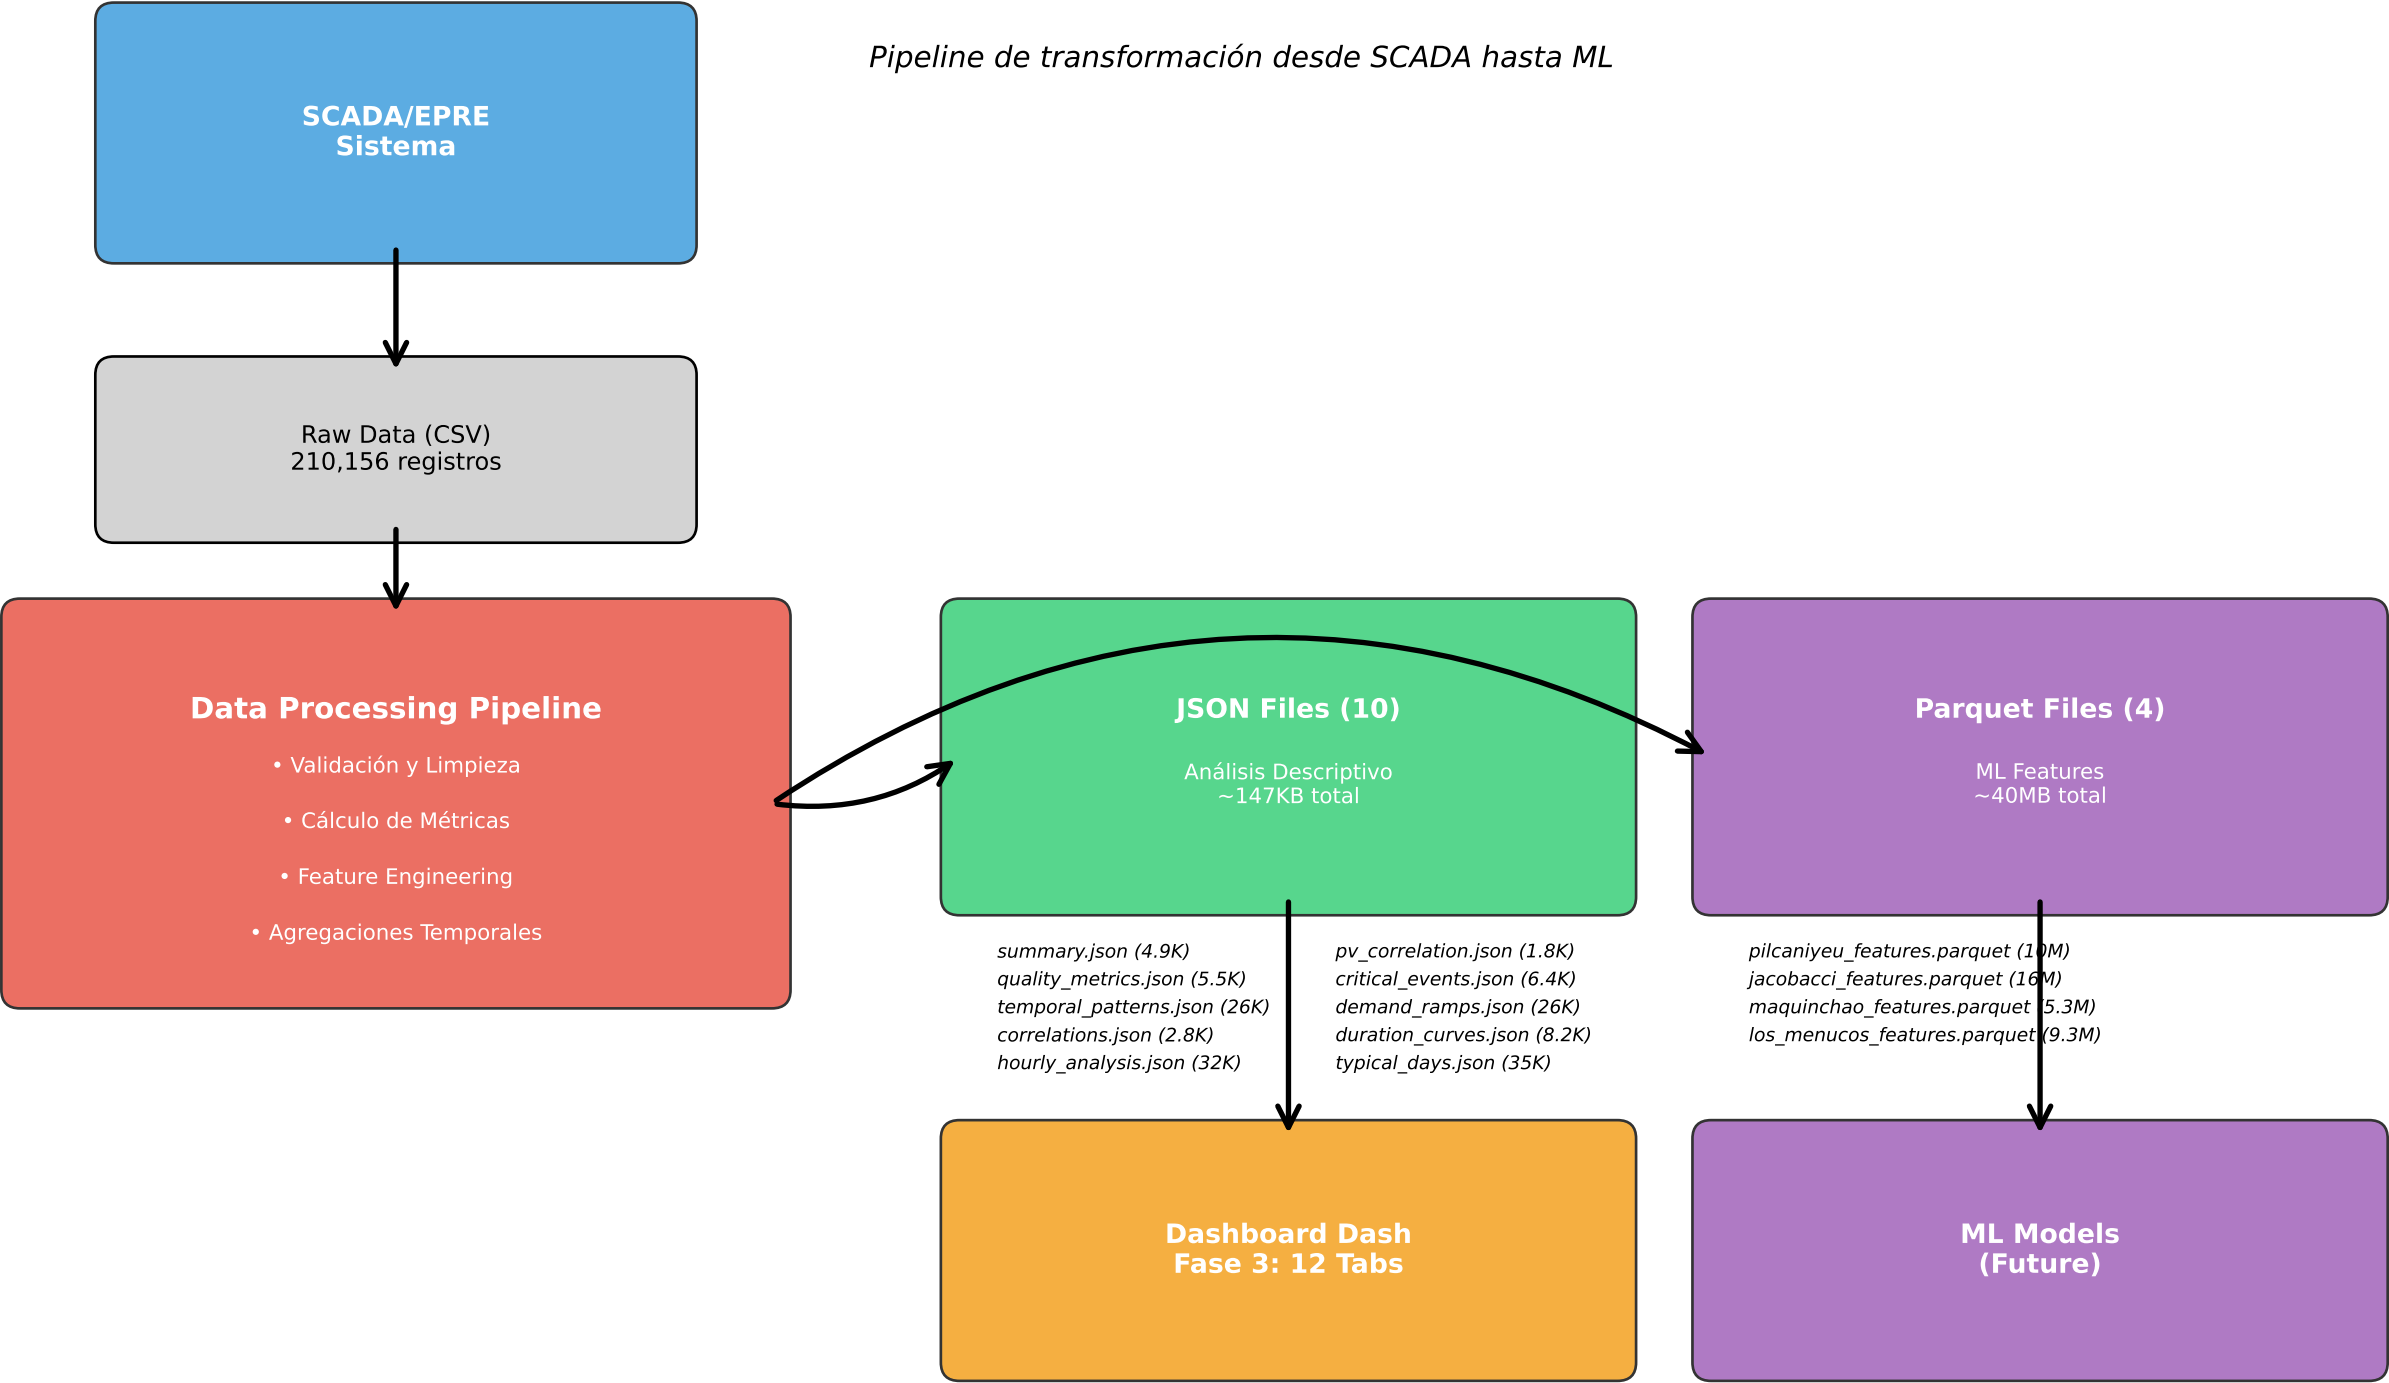 Pipeline de transformación desde SCADA hasta ML
SCADA/EPRE
Sistema
Raw Data (CSV)
210,156 registros
Data Processing Pipeline
• Validación y Limpieza
• Cálculo de Métricas
• Feature Engineering
• Agregaciones Temporales
JSON Files (10)
Análisis Descriptivo
~147KB total
summary.json (4.9K)
quality_metrics.json (5.5K)
temporal_patterns.json (26K)
correlations.json (2.8K)
hourly_analysis.json (32K)
pv_correlation.json (1.8K)
critical_events.json (6.4K)
demand_ramps.json (26K)
duration_curves.json (8.2K)
typical_days.json (35K)
Parquet Files (4)
ML Features
~40MB total
pilcaniyeu_features.parquet (10M)
jacobacci_features.parquet (16M)
maquinchao_features.parquet (5.3M)
los_menucos_features.parquet (9.3M)
Dashboard Dash
Fase 3: 12 Tabs
ML Models
(Future)